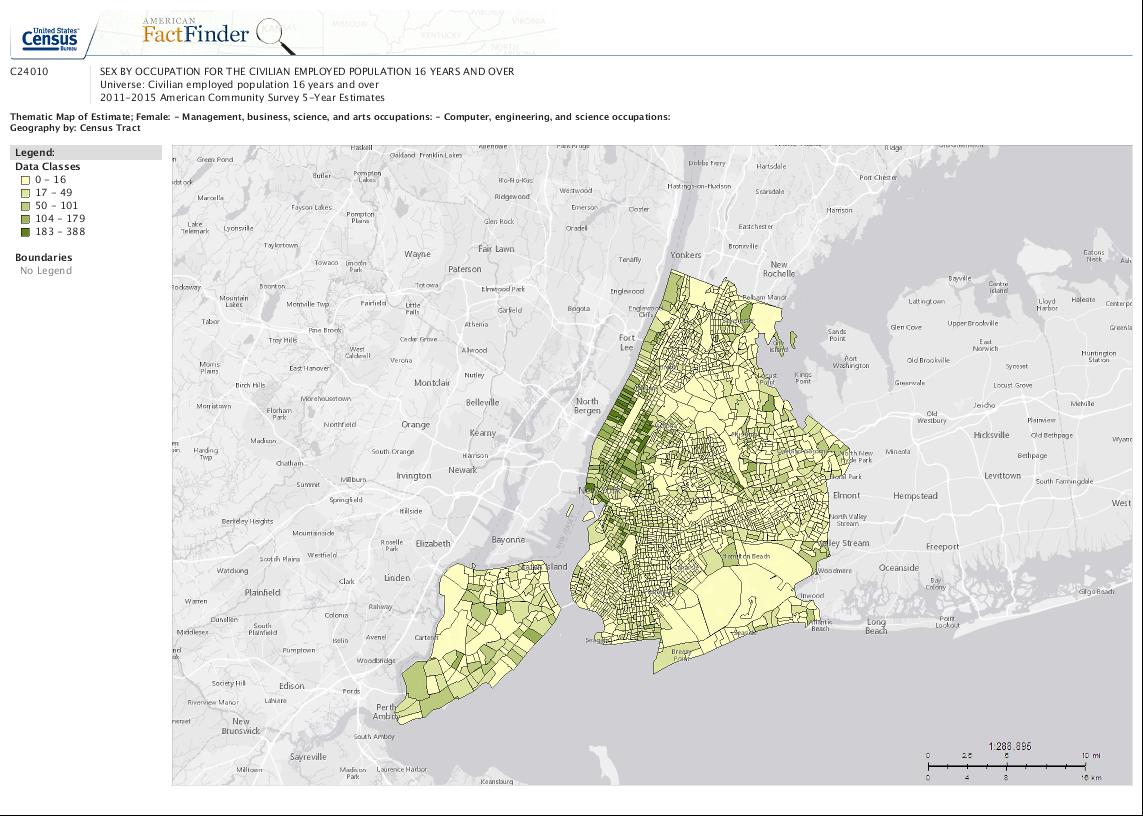 United States®
Census
Bureau
AMERICAN
FactFinder
C24010
SEX BY OCCUPATION FOR THE CIVILIAN EMPLOYED POPULATION 16 YEARS AND OVER
Universe: Civilian employed population 16 years and over
2011-2015 American Community Survey 5-Year Estimates
Thematic Map of Estimate; Female: - Management, business, science, and arts occupations: - Computer, engineering, and science occupations:
Geography by: Census Tract
Legend:
Data Classes
0 - 16
17 - 49
50 - 101
104 - 179
183 - 388
Boundaries
No Legend
Haskell
Oakland Franklin Lakes
Dobbs Ferry
Ridge
Green Pond
Butler
Pompton Lakes
Ho-Ho-Kus
Westwood
Hastings-on-Hudson
Hartsdale
Scarsdale
Port Chester
Marcella
Fayson Lakes
Ridgewood
Emerson
Closter
Harrison
Lake Telemark
Lyonsville
Pompton Plains
Glen Rock
Oradell
Eastchester
Taylortown
Wayne
Fair Lawn
Bronxville
Towaco
Lincoln Park
Paterson
Tenafly
Yonkers
New Rochelle
Eatons Neck
Rockaway
Boonton
Totowa
Elmwood Park
Englewood
Bayville
Centre Island
Mountain Lakes
Montville Twp
Fairfield
Little Falls
Garfield
Bogota
Englewood Cliffs
Pelham Manor
Lattingtown
Lloyd Harbor
Halesite
Tabor
Pine Brook
Athenia
Glen Cove
Upper Brookville
Troy Hills
Cedar Grove
Fort Lee
Sands Point
East Norwich
West Caldwell
Allwood
City Island
Port Washington
Old Brookville
Huntington Station
Morris Plains
East Hanover
Verona
Nutley
Locust Point
Kings Point
Syosset
Birch Hills
Montclair
Locust Grove
Morristown
Florham Park
Morehousetown
Belleville
North Bergen
Old Westbury
Jericho
Melville
Northfield
Orange
Kearny
Plainview
Madison
Hicksville
Old Bethpage
Harding Twp
South Orange
Harrison
North New Hyde Park
Mineola
Bethpage
Chatham
Irvington
Newark
Levittown
Summit
Millburn
South Farmingdale
Springfield
Elmont
Hempstead
West
Hillside
Berkeley Heights
Roselle Park
Elizabeth
North Valley Stream
Mountainside
Bayonne
Valley Stream
Freeport
Scotch Plains
Westfield
Hamilton Beach
Watchung
Linden
Staten Island
Woodmere
Oceanside
Clark
Bay Colony
Plainfield
Gilgo Beach
Warren
Rahway
Dunellen
Colonia
Atlantic Beach
Long Beach
Point Lookout
Middlesex
South Plainfield
Iselin
Avenel
Carteret
Pumptown
Woodbridge
Breezy Point
Society Hill
Edison
Fords
Riverview Manor
Lahiere
Perth Amboy
New Brunswick
South Amboy
Sayreville
Milltown
Madison Park
Laurence Harbor
Keansburg
1:288,895
0 2.5 5 10 mi
0 4 8 16 km